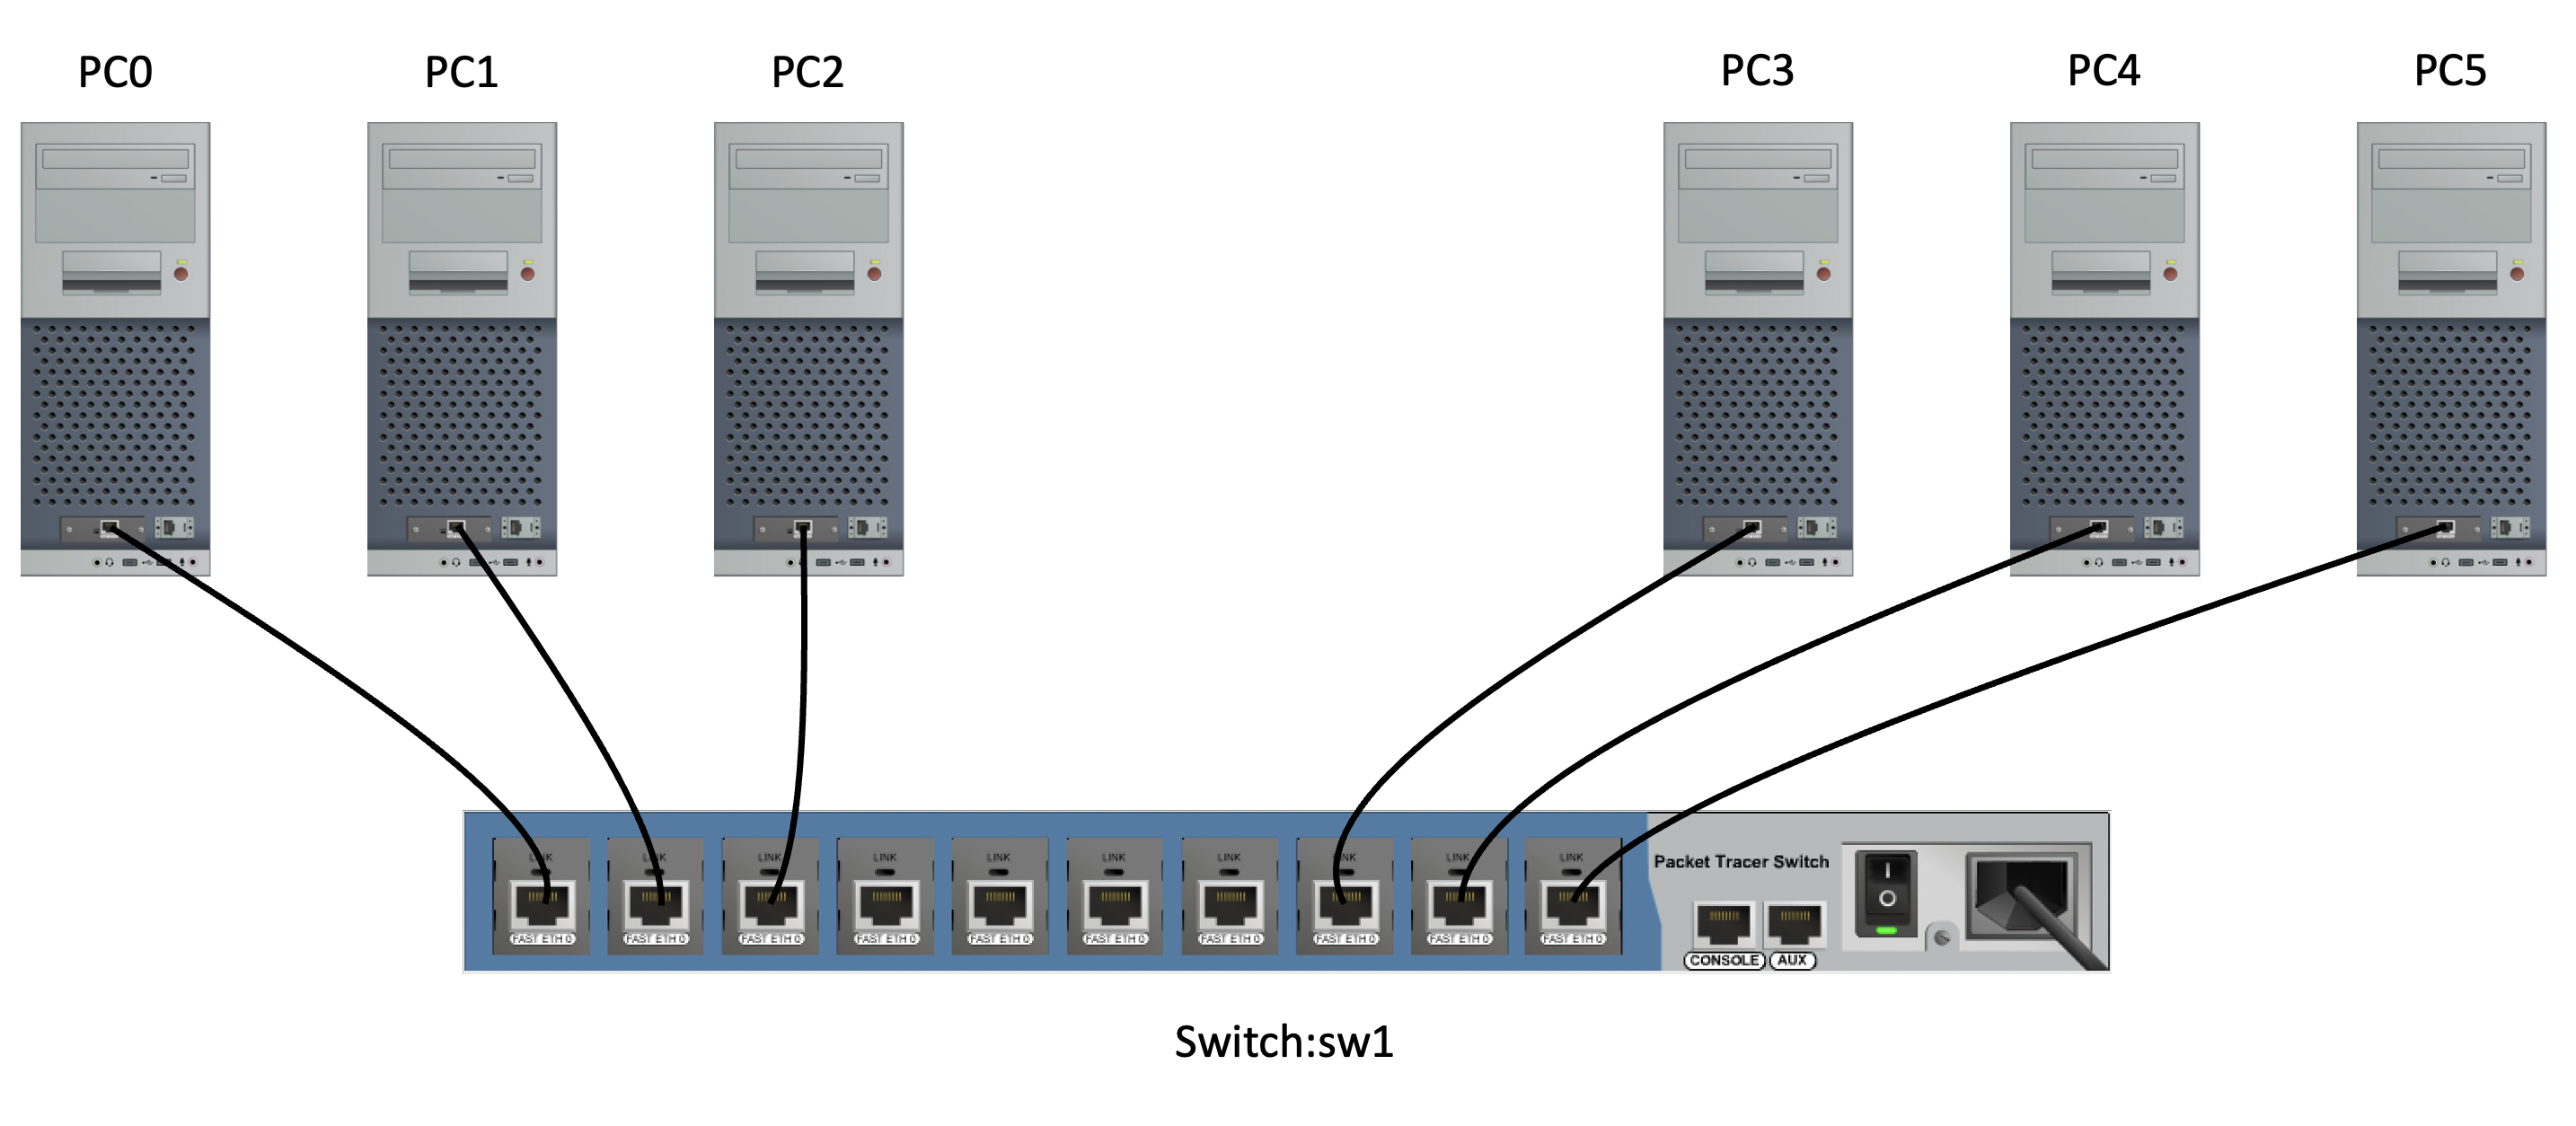 PC0 PC1 PC2 PC3 PC4 PC5
LINK LINK LINK LINK LINK LINK LINK LINK LINK LINK
Packet Tracer Switch
FAST ETH 0 FAST ETH 0 FAST ETH 0 FAST ETH 0 FAST ETH 0 FAST ETH 0 FAST ETH 0 FAST ETH 0 FAST ETH 0 FAST ETH 0
CONSOLE AUX
Switch:sw1